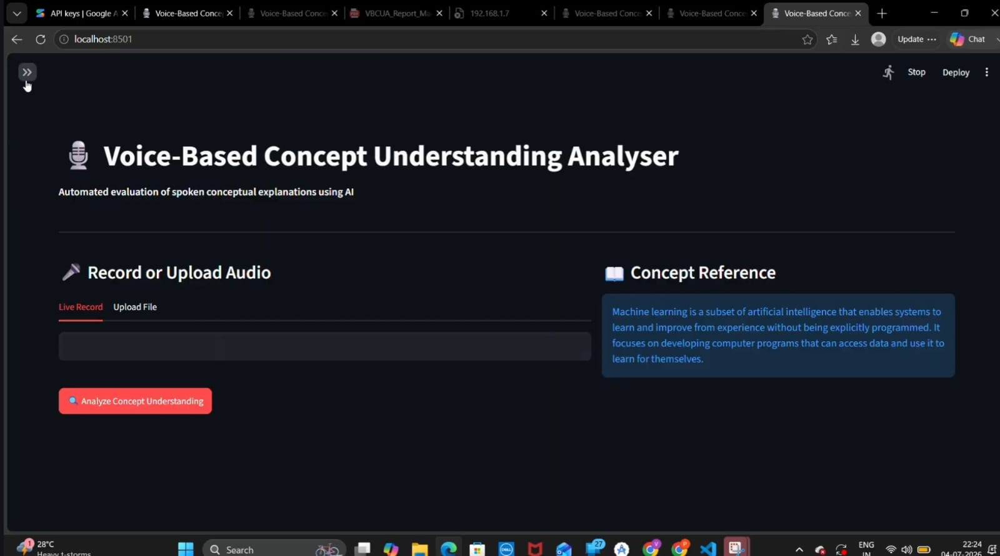 API keys | Google A
Voice-Based Conce
Voice-Based Conce
VBCUA_Report_Ma
192.168.1.7
Voice-Based Conce
Voice-Based Conce
Voice-Based Conce
localhost:8501
Update
Chat
Stop
Deploy
Voice-Based Concept Understanding Analyser
Automated evaluation of spoken conceptual explanations using AI
Record or Upload Audio
Live Record
Upload File
Analyze Concept Understanding
Concept Reference
Machine learning is a subset of artificial intelligence that enables systems to
learn and improve from experience without being explicitly programmed. It
focuses on developing computer programs that can access data and use it to
learn for themselves.
1
28°C
Heavy t-storms
Search
DELL
27
V
P
ENG
IN
22:24
04-07-2026